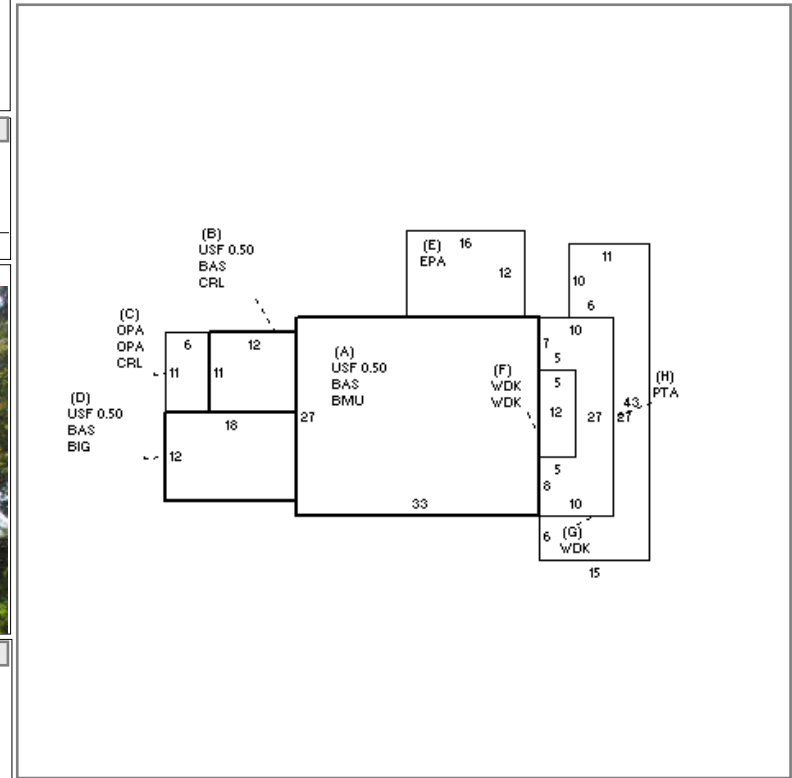 (B)
USF 0.50
BAS
CRL
(E)
EPA
16
12
11
10
6
(C)
OPA
OPA
CRL
6
11
12
11
(A)
USF 0.50
BAS
BMU
27
33
(F)
WDK
WDK
10
7
5
5
12
27
27
43
5
8
10
(H)
PTA
(D)
USF 0.50
BAS
BIG
18
12
6
(G)
WDK
15